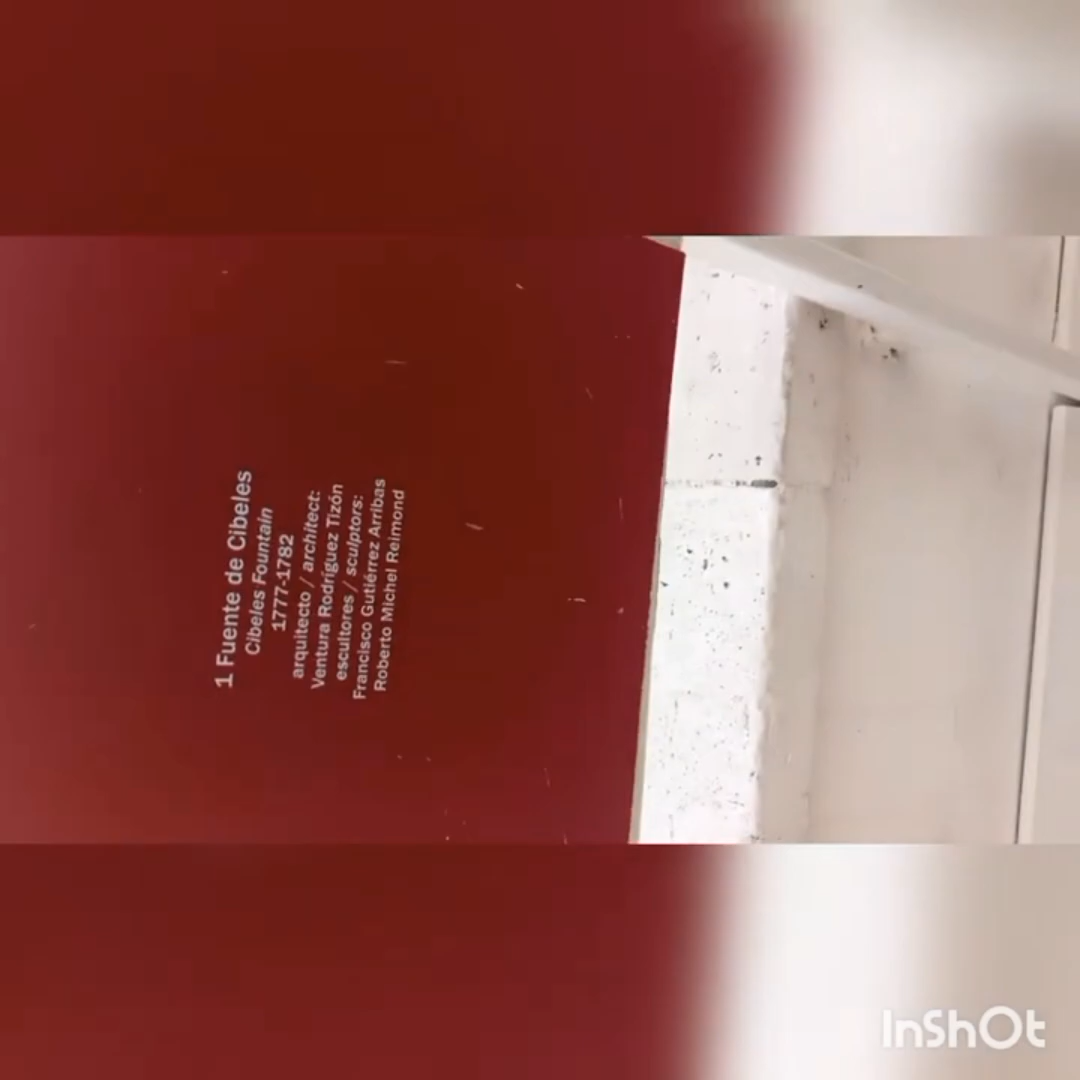 1 Fuente de Cibeles
Cibeles Fountain
1777-1782
arquitecto / architect:
Ventura Rodríguez Tizón
escultores / sculptors:
Francisco Gutiérrez Arribas
Roberto Michel Reimond
InShOt